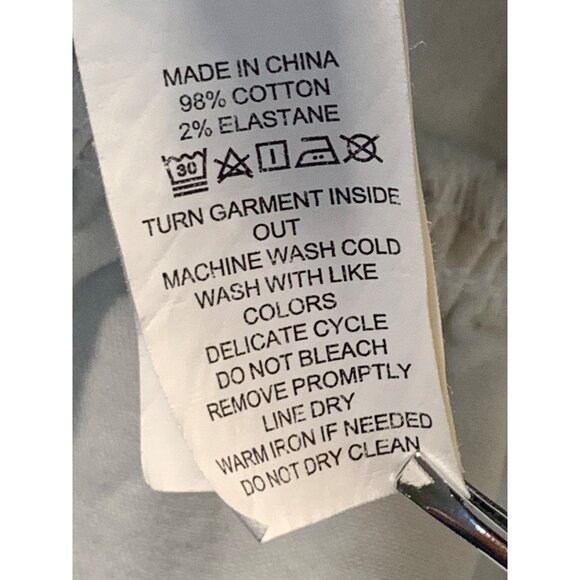 MADE IN CHINA
98% COTTON
2% ELASTANE
30
TURN GARMENT INSIDE
OUT
MACHINE WASH COLD
WASH WITH LIKE
COLORS
DELICATE CYCLE
DO NOT BLEACH
REMOVE PROMPTLY
LINE DRY
WARM IRON IF NEEDED
DO NOT DRY CLEAN